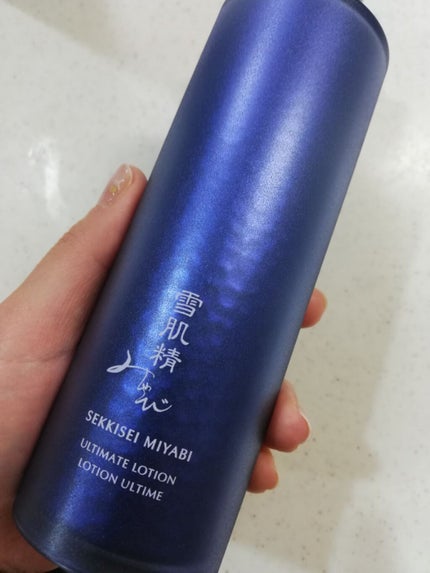 雪肌精
みやび
SEKKISEI MIYABI
ULTIMATE LOTION
LOTION ULTIME